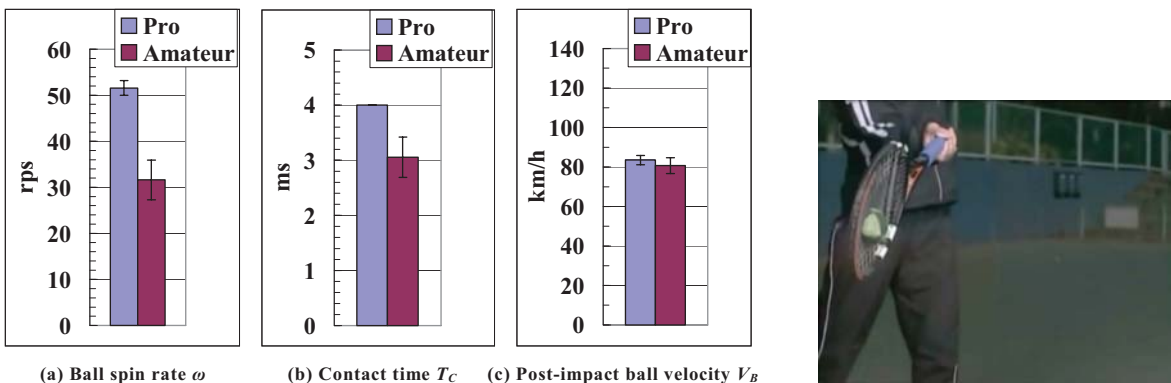 Pro
Amateur
60
50
40
30
20
10
0
rps
(a) Ball spin rate ω
Pro
Amateur
5
4
3
2
1
0
ms
(b) Contact time T_C
Pro
Amateur
140
120
100
80
60
40
20
0
km/h
(c) Post-impact ball velocity V_B